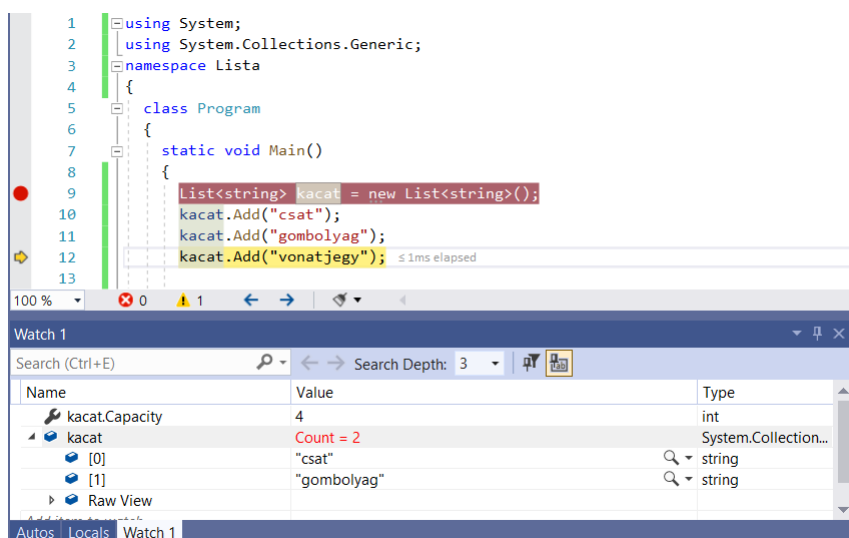 1 using System;
2 using System.Collections.Generic;
3 namespace Lista
4 {
5 class Program
6 {
7 static void Main()
8 {
9 List<string> kacat = new List<string>();
10 kacat.Add("csat");
11 kacat.Add("gombolyag");
12 kacat.Add("vonatjegy"); ≤ 1ms elapsed
13
100 % 0 1
Watch 1
Search (Ctrl+E) Search Depth: 3
Name Value Type
kacat.Capacity 4 int
kacat Count = 2 System.Collection...
[0] "csat" string
[1] "gombolyag" string
Raw View
Add item to watch
Autos Locals Watch 1